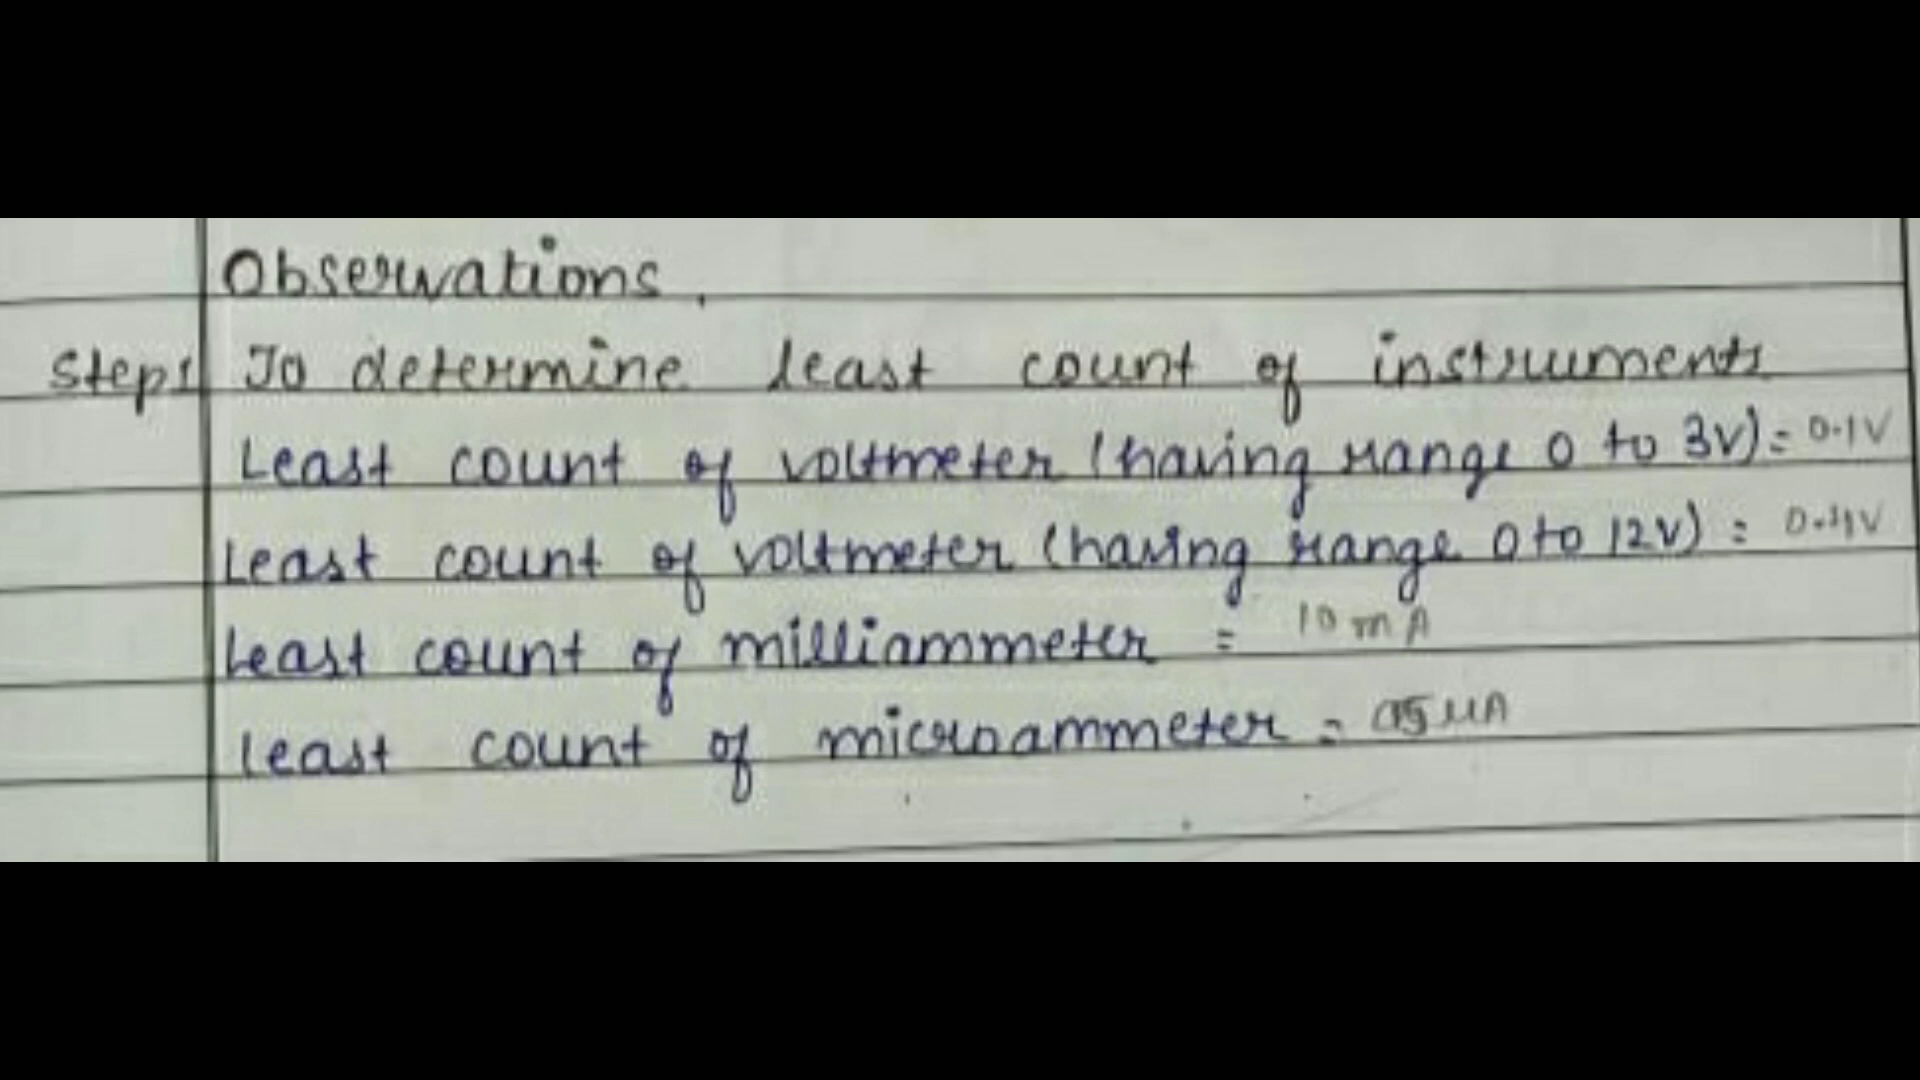 Observations.
Step1 To determine least count of instruments
Least count of voltmeter (having range 0 to 3V) = 0.1V
Least count of voltmeter (having range 0 to 12V) =
Least count of milliammeter = 10 mA
Least count of microammeter =